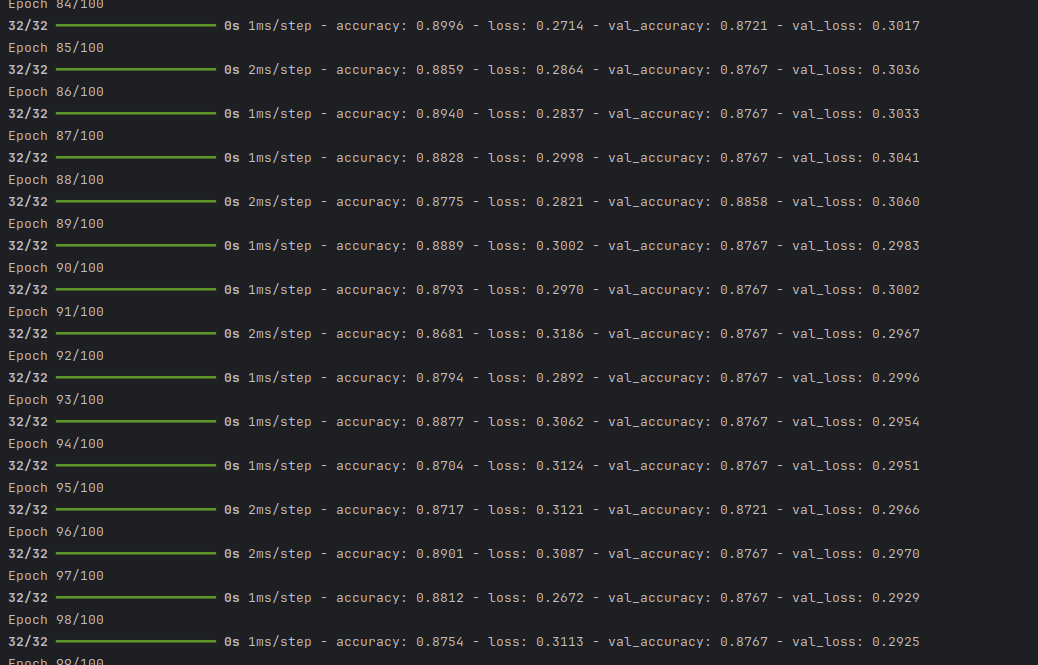 Epoch 84/100
32/32 0s 1ms/step - accuracy: 0.8996 - loss: 0.2714 - val_accuracy: 0.8721 - val_loss: 0.3017
Epoch 85/100
32/32 0s 2ms/step - accuracy: 0.8859 - loss: 0.2864 - val_accuracy: 0.8767 - val_loss: 0.3036
Epoch 86/100
32/32 0s 1ms/step - accuracy: 0.8940 - loss: 0.2837 - val_accuracy: 0.8767 - val_loss: 0.3033
Epoch 87/100
32/32 0s 1ms/step - accuracy: 0.8828 - loss: 0.2998 - val_accuracy: 0.8767 - val_loss: 0.3041
Epoch 88/100
32/32 0s 2ms/step - accuracy: 0.8775 - loss: 0.2821 - val_accuracy: 0.8858 - val_loss: 0.3060
Epoch 89/100
32/32 0s 1ms/step - accuracy: 0.8889 - loss: 0.3002 - val_accuracy: 0.8767 - val_loss: 0.2983
Epoch 90/100
32/32 0s 1ms/step - accuracy: 0.8793 - loss: 0.2970 - val_accuracy: 0.8767 - val_loss: 0.3002
Epoch 91/100
32/32 0s 2ms/step - accuracy: 0.8681 - loss: 0.3186 - val_accuracy: 0.8767 - val_loss: 0.2967
Epoch 92/100
32/32 0s 1ms/step - accuracy: 0.8794 - loss: 0.2892 - val_accuracy: 0.8767 - val_loss: 0.2996
Epoch 93/100
32/32 0s 1ms/step - accuracy: 0.8877 - loss: 0.3062 - val_accuracy: 0.8767 - val_loss: 0.2954
Epoch 94/100
32/32 0s 1ms/step - accuracy: 0.8704 - loss: 0.3124 - val_accuracy: 0.8767 - val_loss: 0.2951
Epoch 95/100
32/32 0s 2ms/step - accuracy: 0.8717 - loss: 0.3121 - val_accuracy: 0.8721 - val_loss: 0.2966
Epoch 96/100
32/32 0s 2ms/step - accuracy: 0.8901 - loss: 0.3087 - val_accuracy: 0.8767 - val_loss: 0.2970
Epoch 97/100
32/32 0s 1ms/step - accuracy: 0.8812 - loss: 0.2672 - val_accuracy: 0.8767 - val_loss: 0.2929
Epoch 98/100
32/32 0s 1ms/step - accuracy: 0.8754 - loss: 0.3113 - val_accuracy: 0.8767 - val_loss: 0.2925
Epoch 99/100